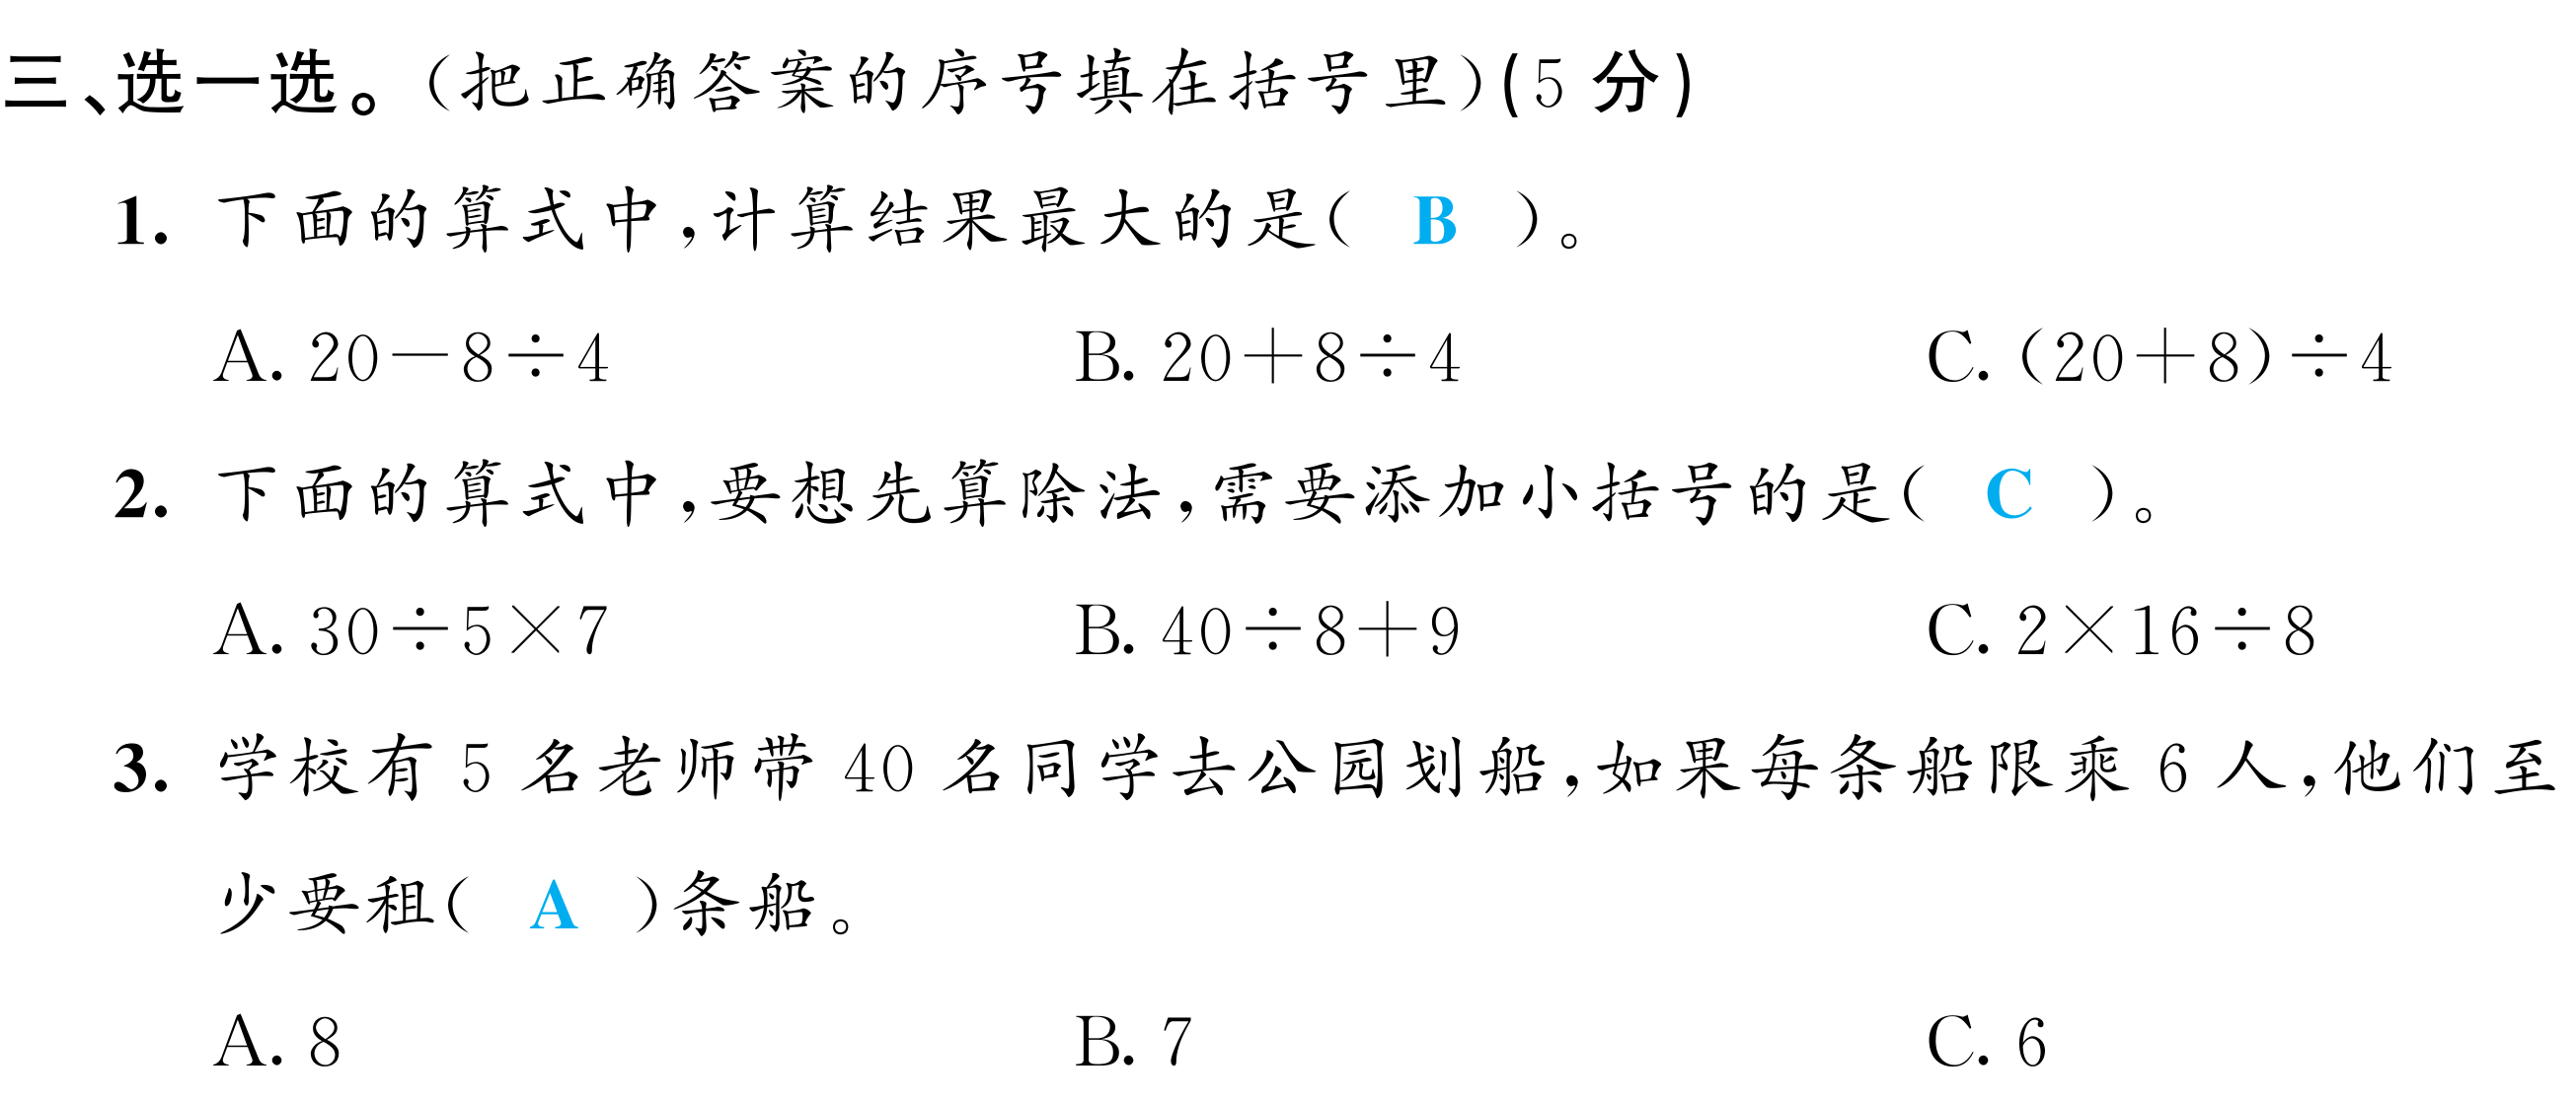 三、选一选。(把正确答案的序号填在括号里)(5 分)
1. 下面的算式中,计算结果最大的是( B )。
A. 20－8÷4 B. 20＋8÷4 C. (20＋8)÷4
2. 下面的算式中,要想先算除法,需要添加小括号的是( C )。
A. 30÷5×7 B. 40÷8＋9 C. 2×16÷8
3. 学校有 5 名老师带 40 名同学去公园划船,如果每条船限乘 6 人,他们至
少要租( A )条船。
A. 8 B. 7 C. 6